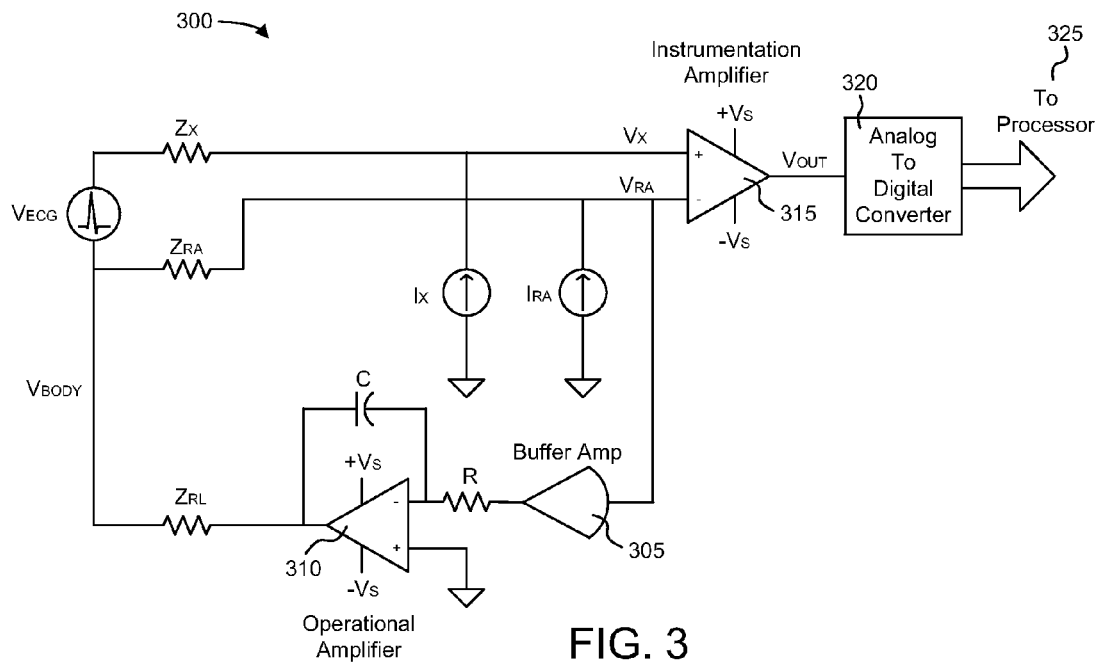 300
Instrumentation
Amplifier
325
To
Processor
320
Analog
To
Digital
Converter
+VS
ZX
VX
+
VOUT
VRA
-
315
-VS
VECG
ZRA
IX
IRA
VBODY
C
Buffer Amp
+VS
R
ZRL
-
+
310
305
-VS
Operational
Amplifier
FIG. 3